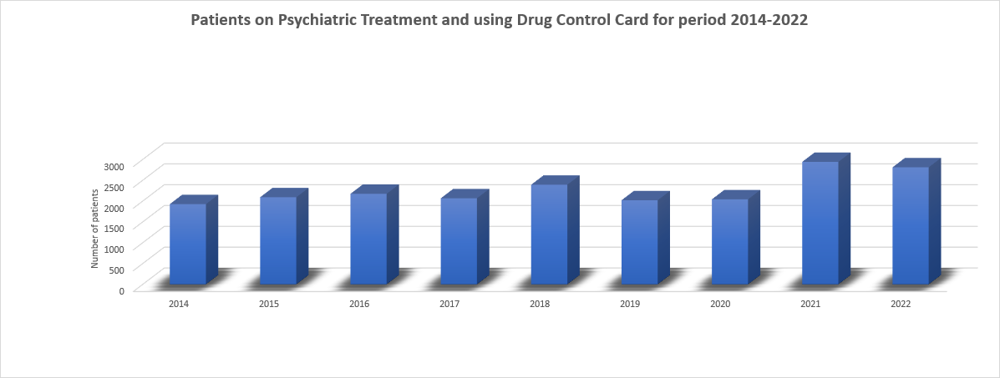 Patients on Psychiatric Treatment and using Drug Control Card for period 2014-2022
Number of patients
3000
2500
2000
1500
1000
500
0
2014 2015 2016 2017 2018 2019 2020 2021 2022